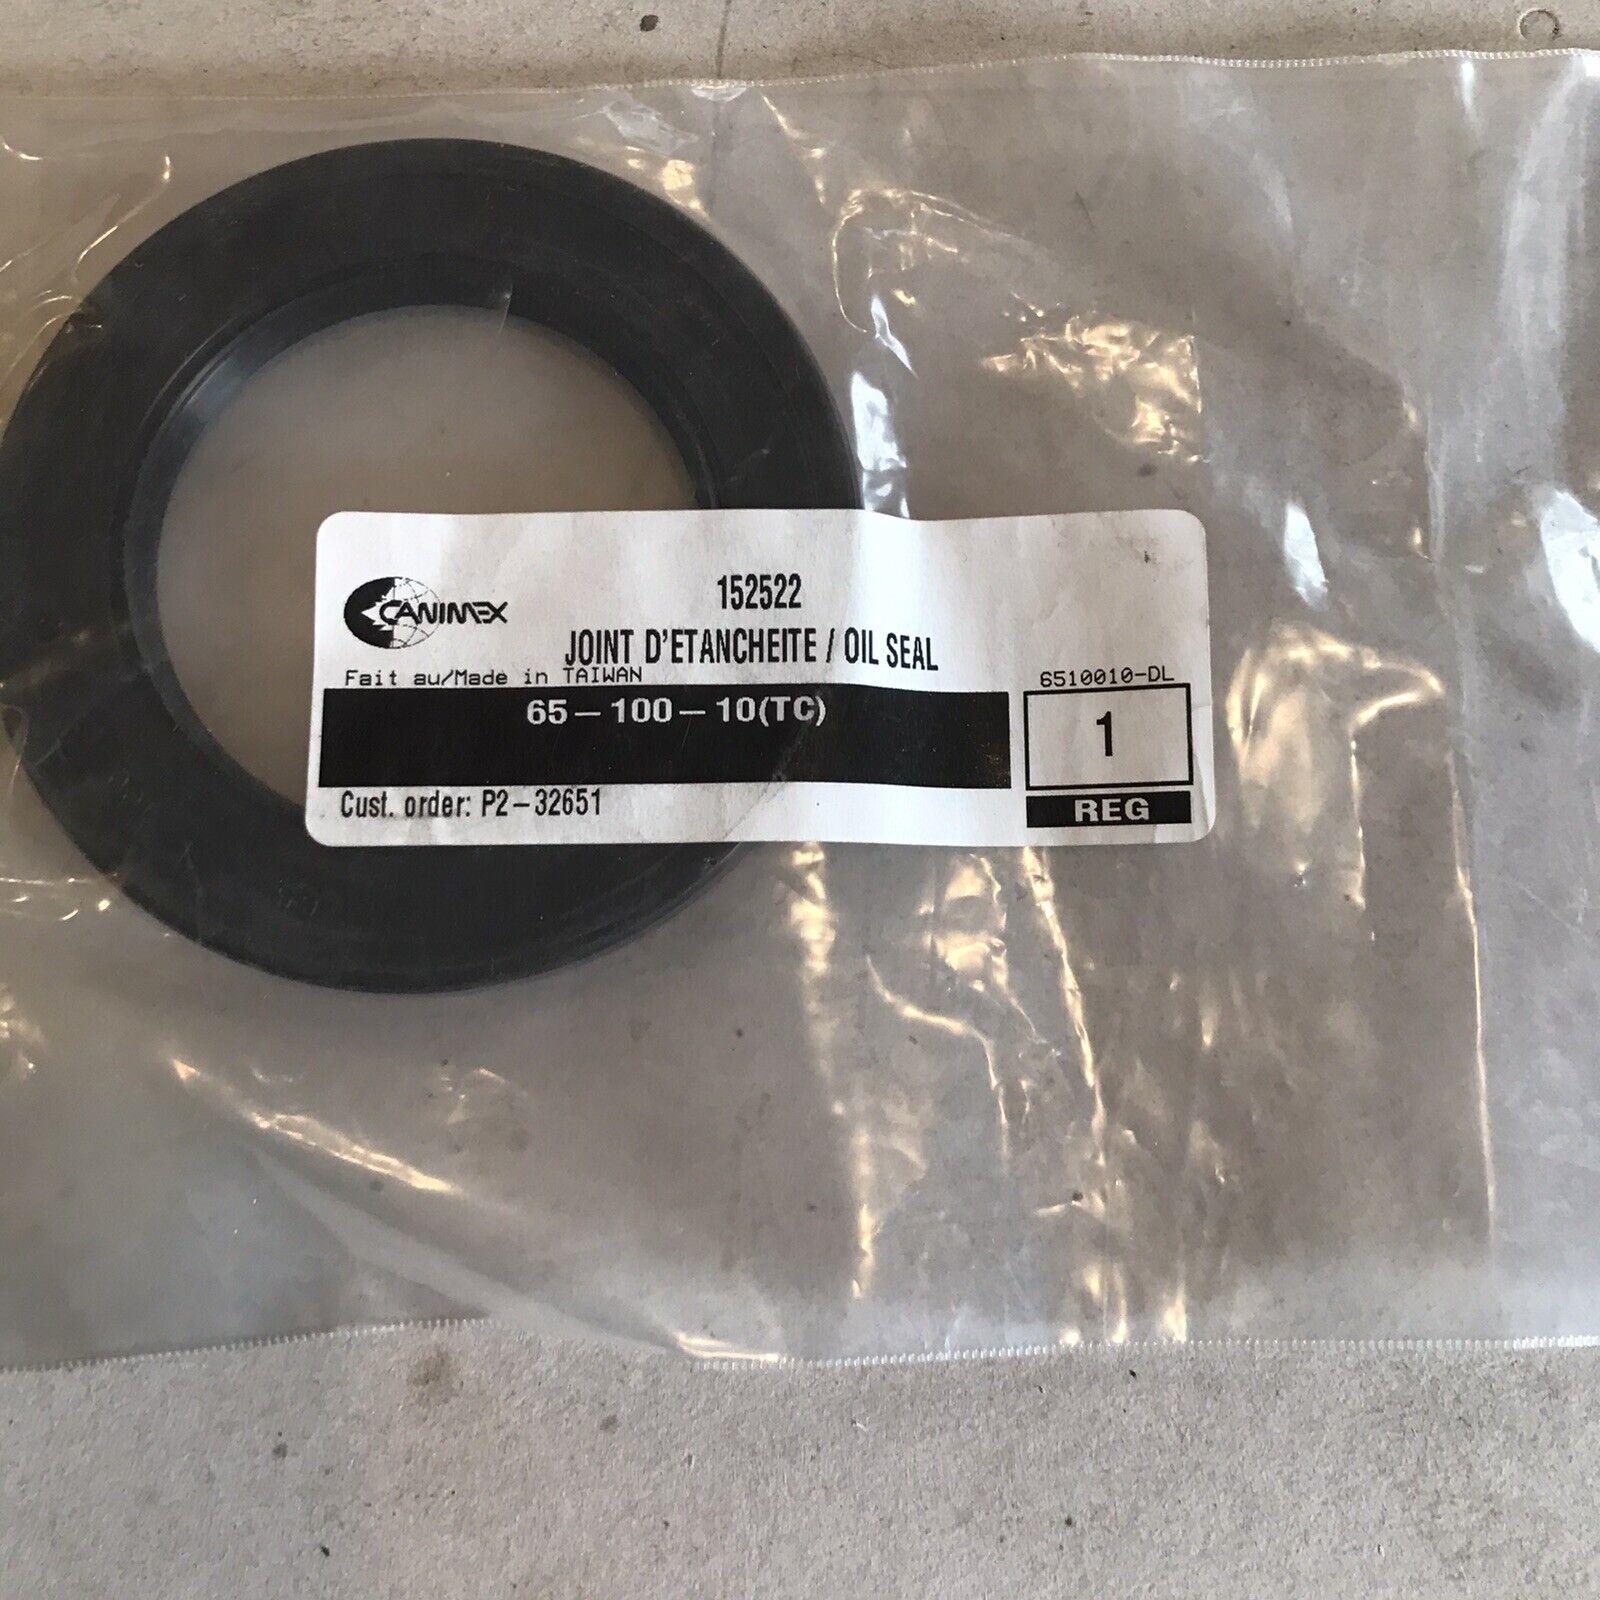 152522
CANIMEX
JOINT D'ETANCHEITE / OIL SEAL
Fait au/Made in TAIWAN
6510010-DL
65-100-10(TC)
1
Cust. order: P2-32651
REG